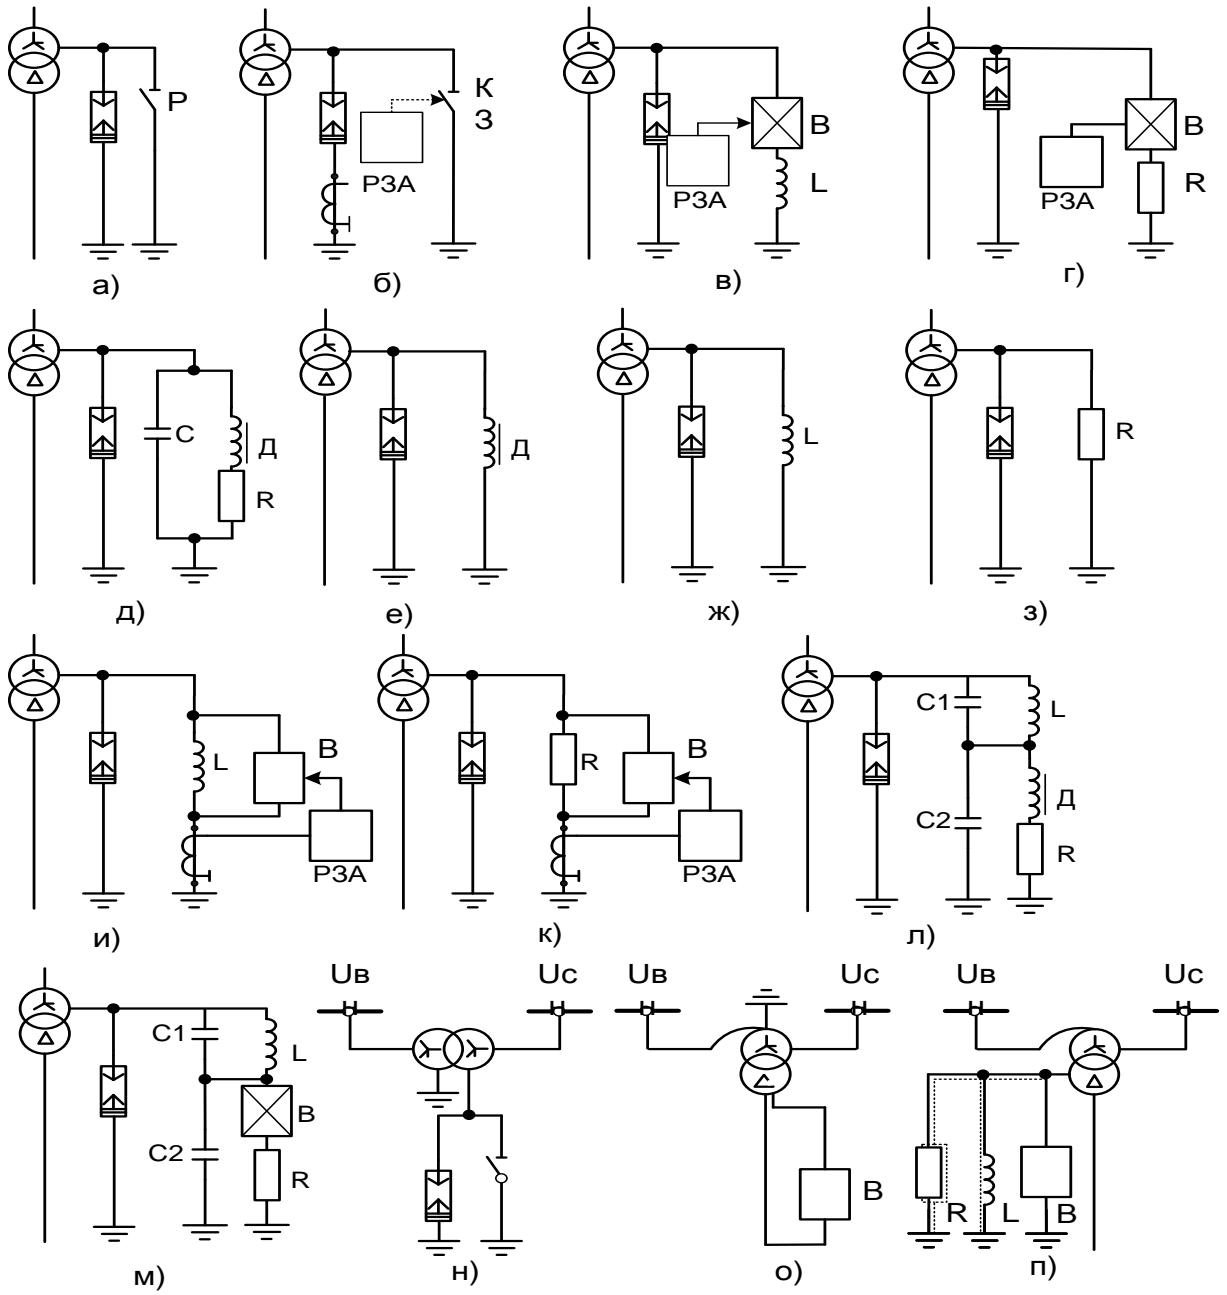 Р
К
З
РЗА
а)
б)
В
L
РЗА
в)
В
R
РЗА
г)
С
Д
R
д)
Д
е)
L
ж)
R
з)
L
В
РЗА
и)
R
В
РЗА
к)
С1
L
С2
Д
R
л)
С1
L
С2
В
R
м)
Uв
Uс
н)
Uв
Uс
В
о)
Uв
Uс
R
L
В
п)